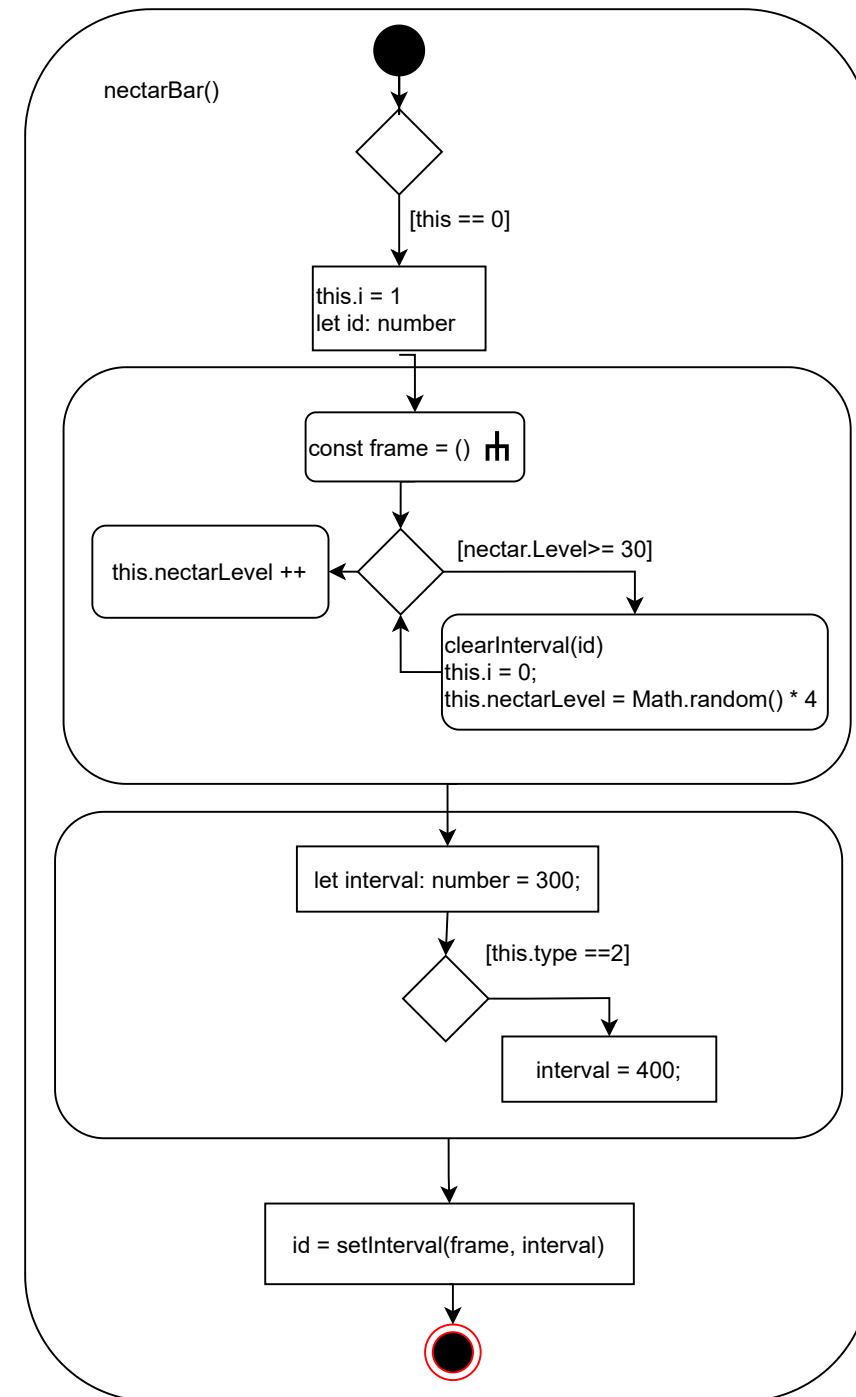 nectarBar()
[this == 0]
this.i = 1
let id: number
const frame = ()
[nectar.Level>= 30]
this.nectarLevel ++
clearInterval(id)
this.i = 0;
this.nectarLevel = Math.random() * 4
let interval: number = 300;
[this.type ==2]
interval = 400;
id = setInterval(frame, interval)